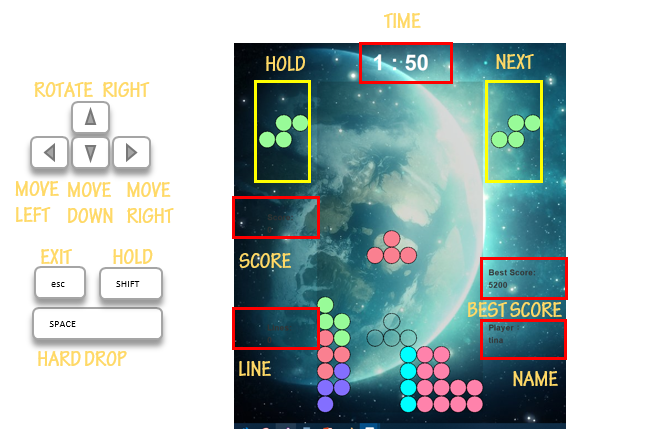 TIME
1 : 50
HOLD
NEXT
ROTATE RIGHT
MOVE MOVE MOVE
LEFT DOWN RIGHT
SCORE
EXIT HOLD
esc SHIFT
SPACE
HARD DROP
Best Score:
5200
BEST SCORE
Player :
tina
LINE
NAME